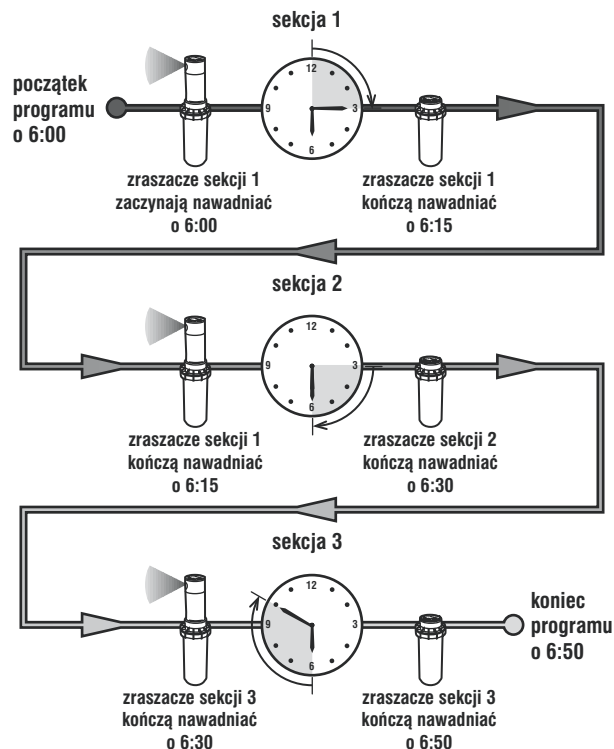 sekcja 1
początek
programu
o 6:00
12
3
6
9
zraszacze sekcji 1
zaczynają nawadniać
o 6:00
zraszacze sekcji 1
kończą nawadniać
o 6:15
sekcja 2
12
3
6
9
zraszacze sekcji 1
kończą nawadniać
o 6:15
zraszacze sekcji 2
kończą nawadniać
o 6:30
sekcja 3
12
3
6
9
koniec
programu
o 6:50
zraszacze sekcji 3
kończą nawadniać
o 6:30
zraszacze sekcji 3
kończą nawadniać
o 6:50